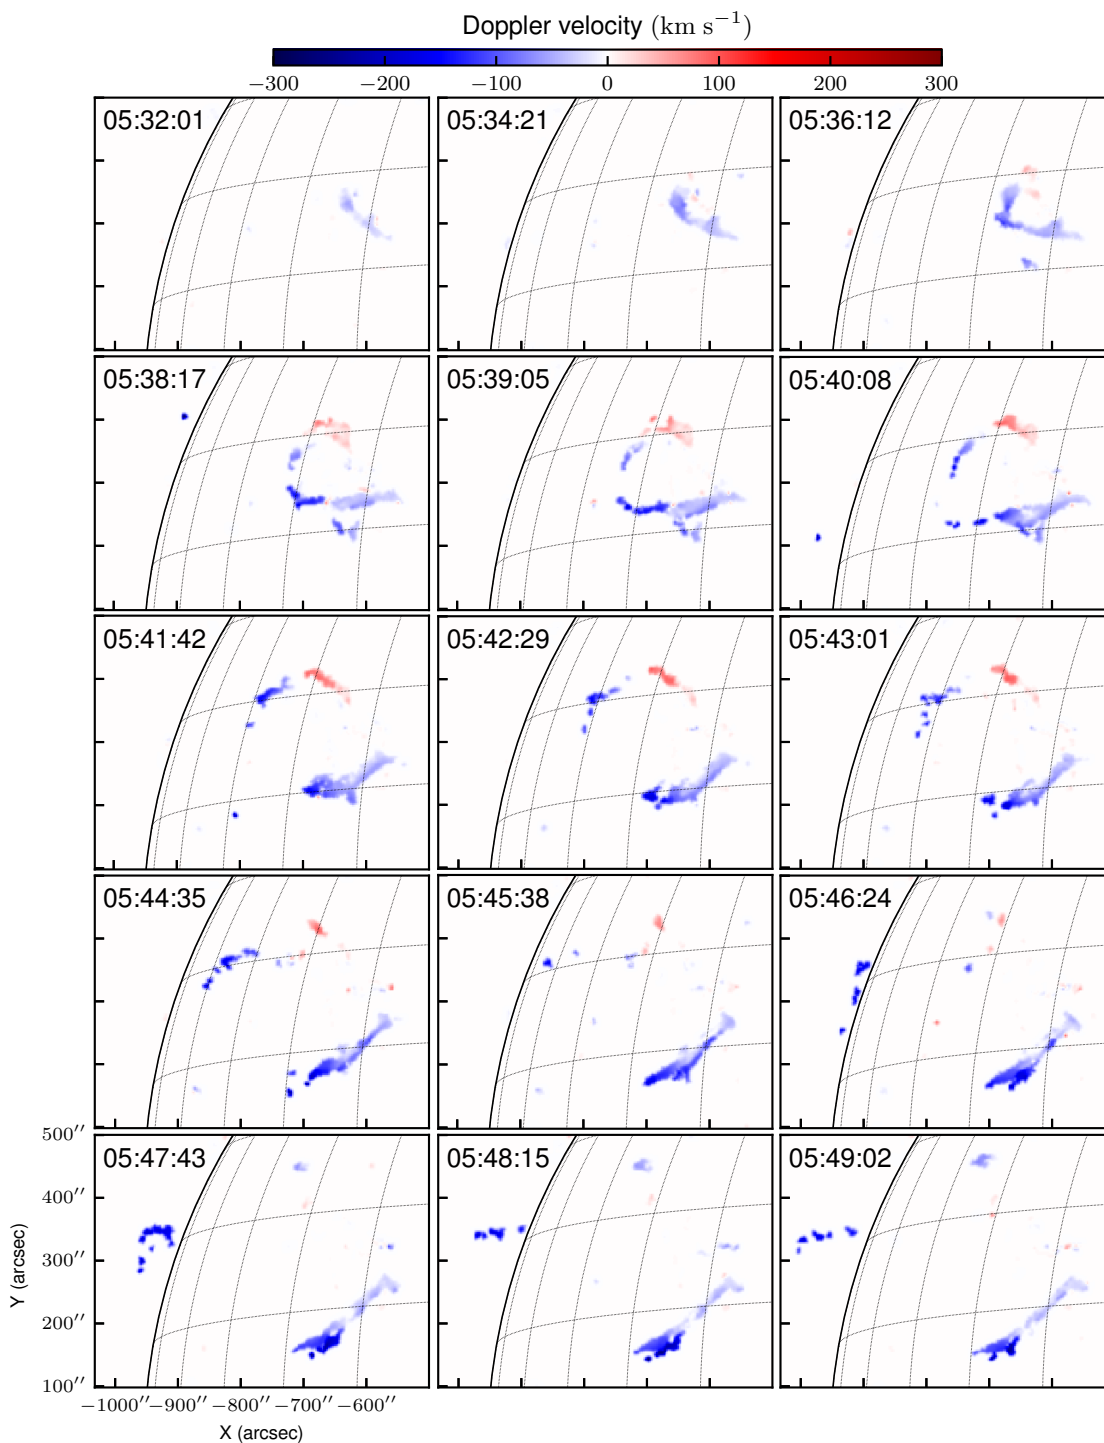 Doppler velocity (km s⁻¹)
−300 −200 −100 0 100 200 300
05:32:01 05:34:21 05:36:12
05:38:17 05:39:05 05:40:08
05:41:42 05:42:29 05:43:01
05:44:35 05:45:38 05:46:24
500″
05:47:43 05:48:15 05:49:02
400″
300″
Y (arcsec)
200″
100″
−1000″ −900″ −800″ −700″ −600″
X (arcsec)